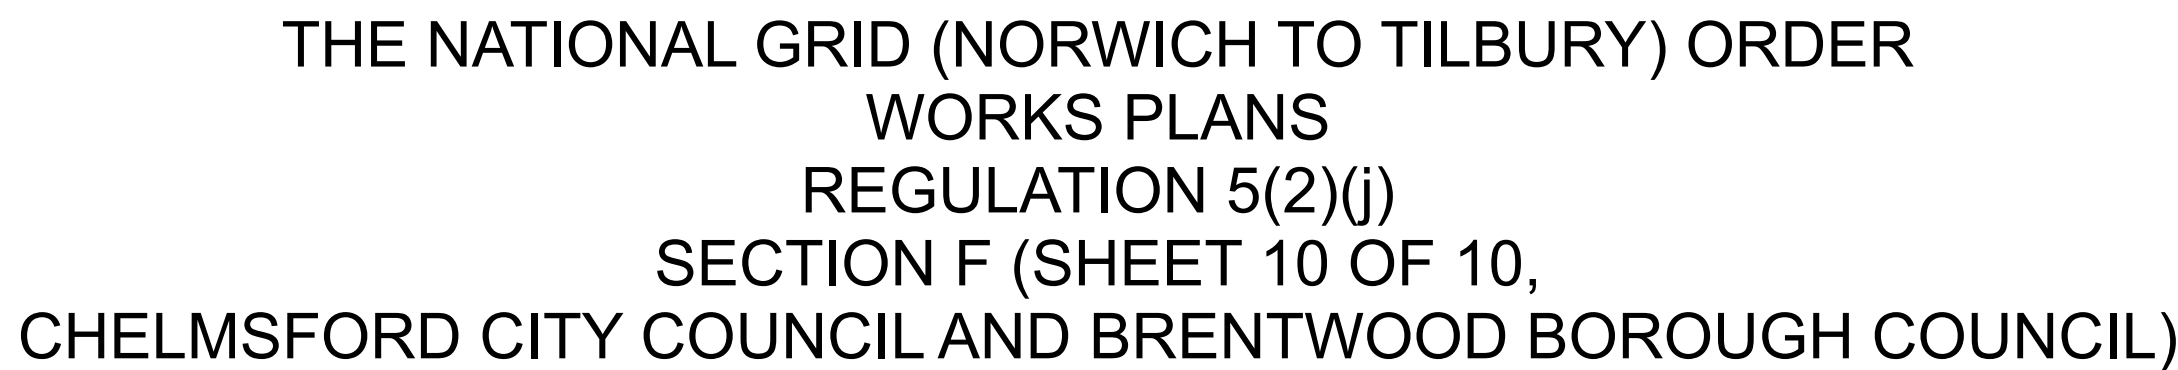 THE NATIONAL GRID (NORWICH TO TILBURY) ORDER
WORKS PLANS
REGULATION 5(2)(j)
SECTION F (SHEET 10 OF 10,
CHELMSFORD CITY COUNCIL AND BRENTWOOD BOROUGH COUNCIL)